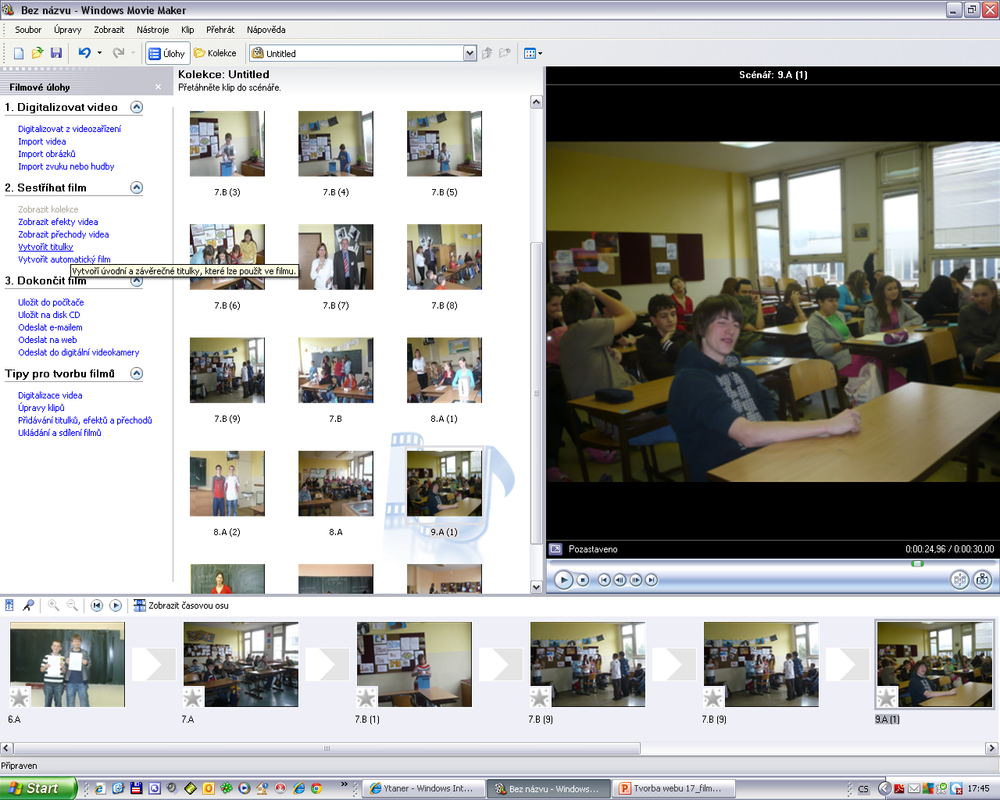 Bez názvu - Windows Movie Maker
Soubor Úpravy Zobrazit Nástroje Klip Přehrát Nápověda
Úlohy Kolekce Untitled
Filmové úlohy
1. Digitalizovat video
Digitalizovat z videozařízení
Import videa
Import obrázků
Import zvuku nebo hudby
2. Sestříhat film
Zobrazit kolekce
Zobrazit efekty videa
Zobrazit přechody videa
Vytvořit titulky
Vytvořit automatický film
Vytvoří úvodní a závěrečné titulky, které lze použít ve filmu.
3. Dokončit film
Uložit do počítače
Uložit na disk CD
Odeslat e-mailem
Odeslat na web
Odeslat do digitální videokamery
Tipy pro tvorbu filmů
Digitalizace videa
Úpravy klipů
Přidávání titulků, efektů a přechodů
Ukládání a sdílení filmů
Kolekce: Untitled
Přetáhněte klip do scénáře.
7.B (3) 7.B (4) 7.B (5)
7.B (6) 7.B (7) 7.B (8)
7.B (9) 7.B 8.A (1)
8.A (2) 8.A 9.A (1)
Scénář: 9.A (1)
Pozastaveno 0:00:24,96 / 0:00:30,00
Zobrazit časovou osu
6.A 7.A 7.B (1) 7.B (9) 7.B (9) 9.A (1)
Připraven
Start Ytaner - Windows Int... Bez názvu - Windows... Tvorba webu 17_film... CS 17:45